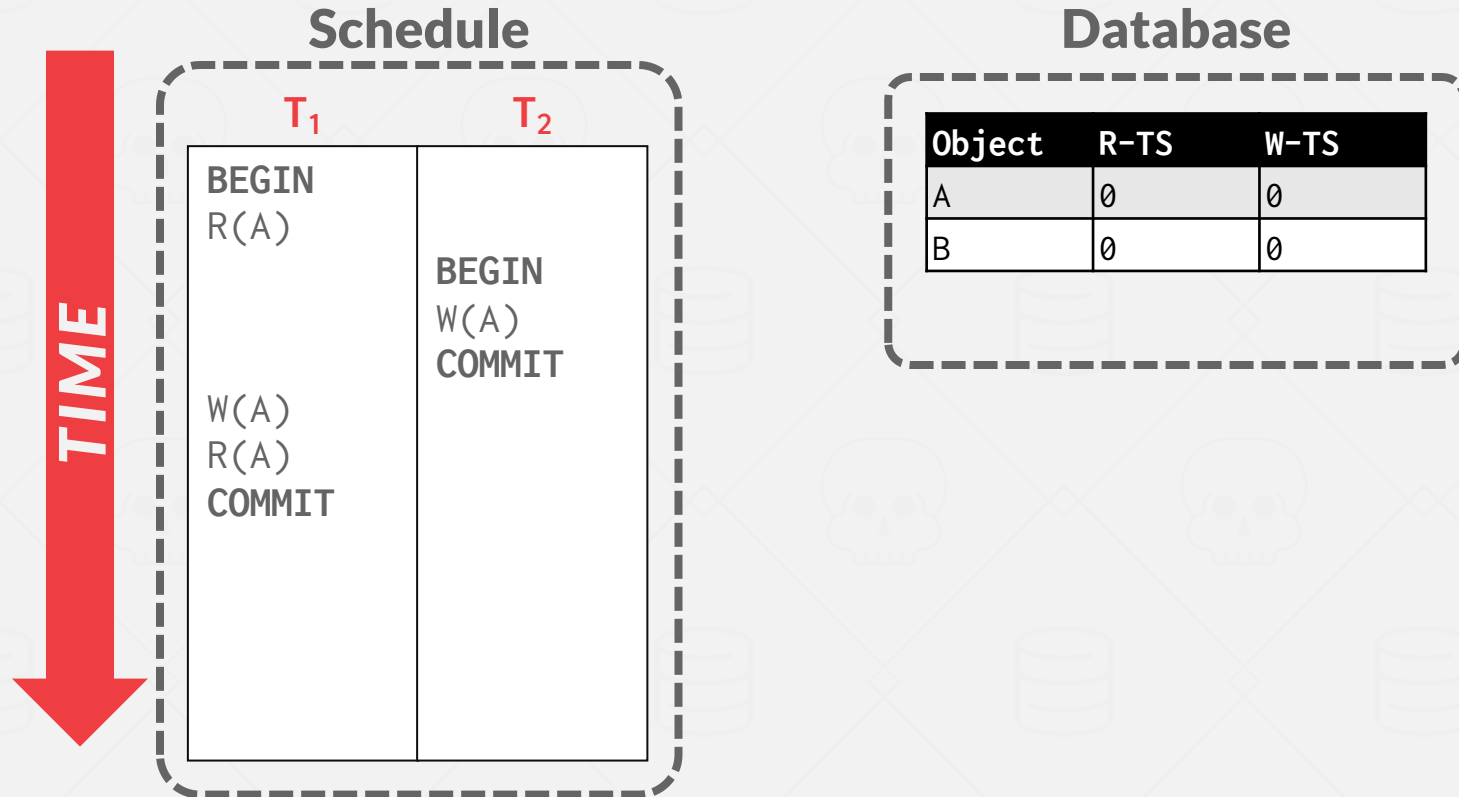 Schedule
Database
TIME
T₁ T₂
BEGIN
R(A)
BEGIN
W(A)
COMMIT
W(A)
R(A)
COMMIT
Object R-TS W-TS
A 0 0
B 0 0